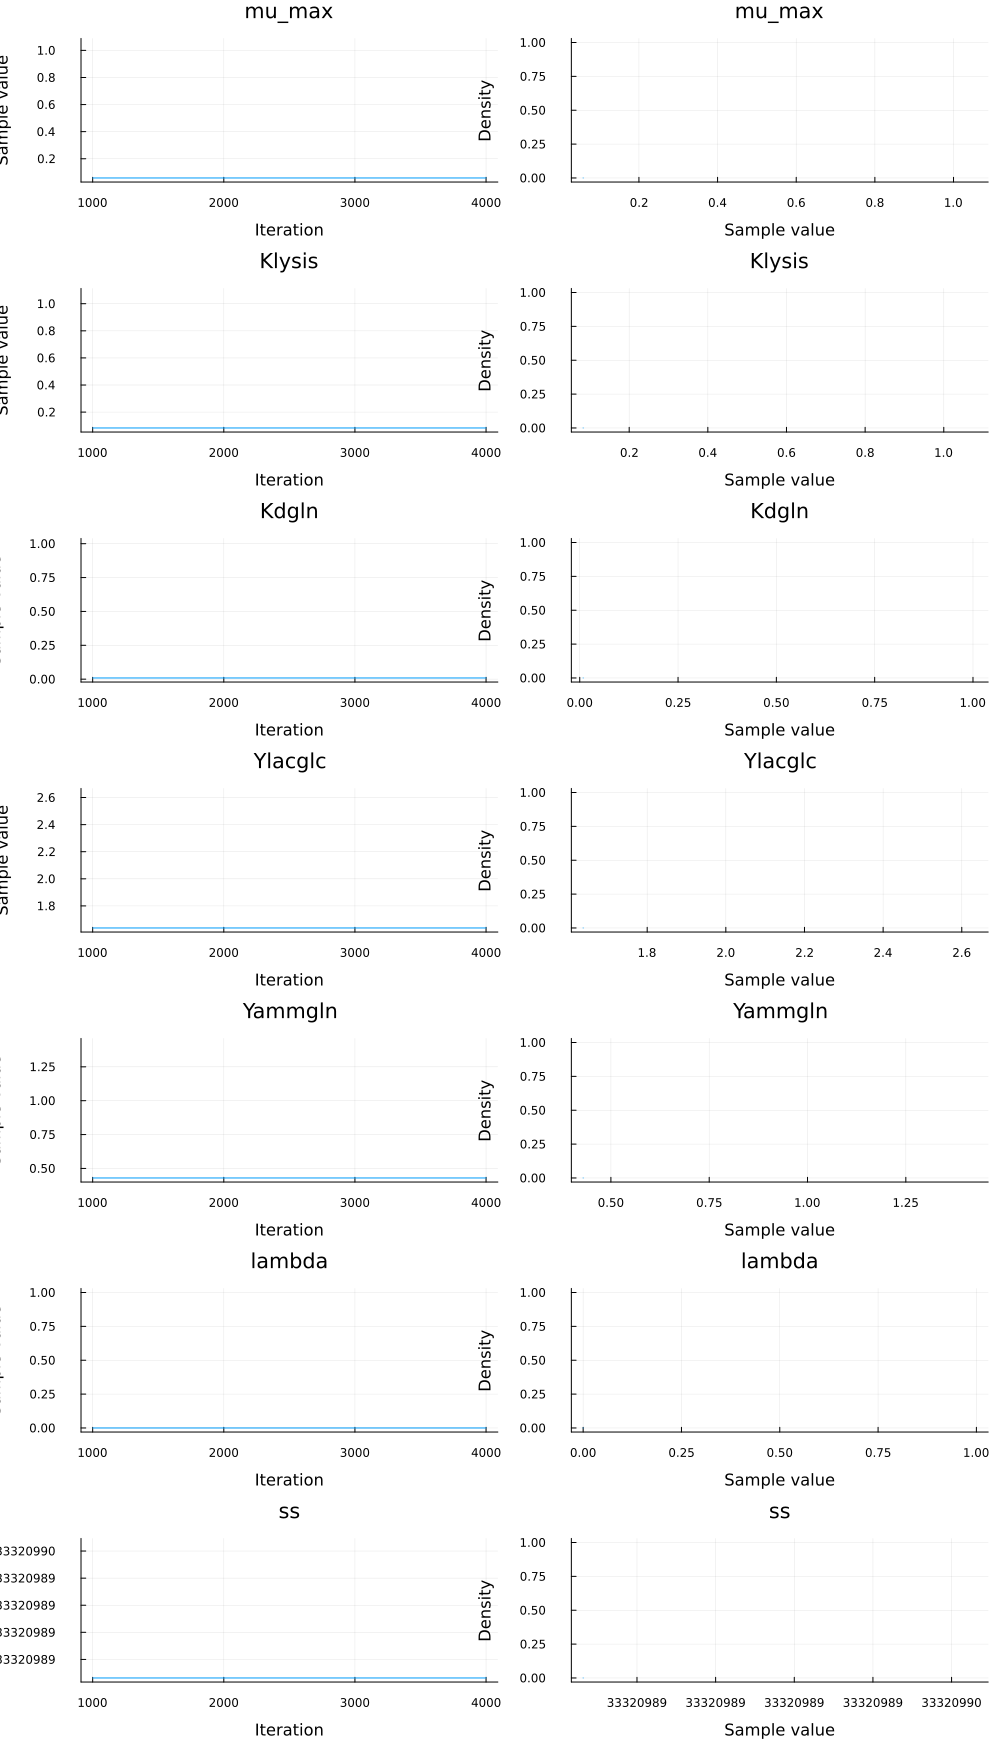 mu_max mu_max
Sample value 1.0 0.8 0.6 0.4 0.2 Density 1.00 0.75 0.50 0.25 0.00
1000 2000 3000 4000 0.2 0.4 0.6 0.8 1.0
Iteration Sample value
Klysis Klysis
Sample value 1.0 0.8 0.6 0.4 0.2 Density 1.00 0.75 0.50 0.25 0.00
1000 2000 3000 4000 0.2 0.4 0.6 0.8 1.0
Iteration Sample value
Kdgln Kdgln
1.00 0.75 0.50 0.25 0.00 Density 1.00 0.75 0.50 0.25 0.00
1000 2000 3000 4000 0.00 0.25 0.50 0.75 1.00
Iteration Sample value
Ylacglc Ylacglc
Sample value 2.6 2.4 2.2 2.0 1.8 Density 1.00 0.75 0.50 0.25 0.00
1000 2000 3000 4000 1.8 2.0 2.2 2.4 2.6
Iteration Sample value
Yammgln Yammgln
1.25 1.00 0.75 0.50 Density 1.00 0.75 0.50 0.25 0.00
1000 2000 3000 4000 0.50 0.75 1.00 1.25
Iteration Sample value
lambda lambda
1.00 0.75 0.50 0.25 0.00 Density 1.00 0.75 0.50 0.25 0.00
1000 2000 3000 4000 0.00 0.25 0.50 0.75 1.00
Iteration Sample value
ss ss
33320990 33320989 33320989 33320989 33320989 Density 1.00 0.75 0.50 0.25 0.00
1000 2000 3000 4000 33320989 33320989 33320989 33320989 33320990
Iteration Sample value